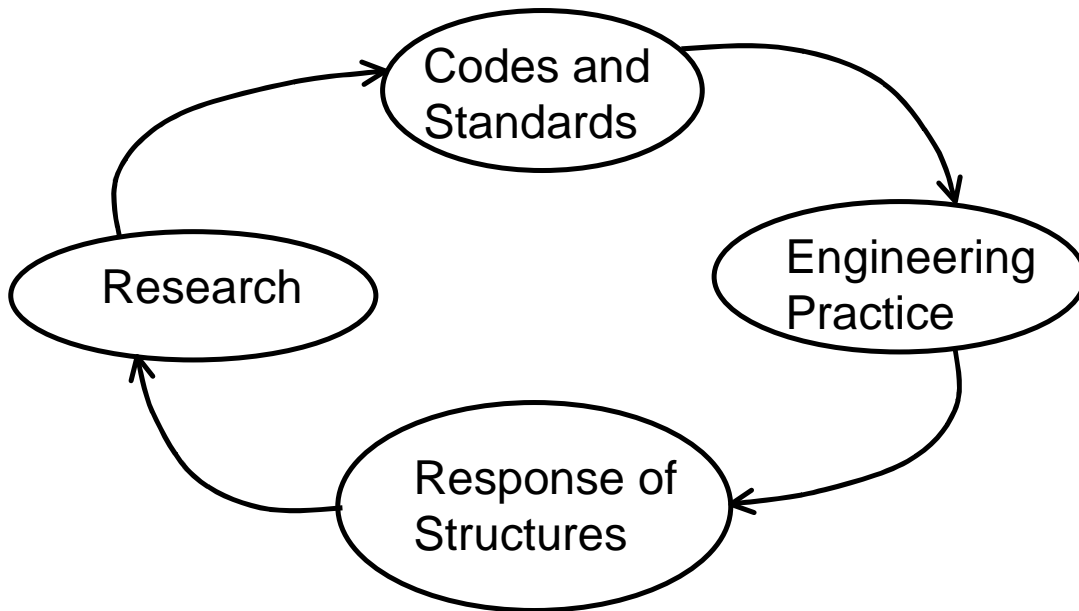 Codes and
Standards
Engineering
Practice
Research
Response of
Structures